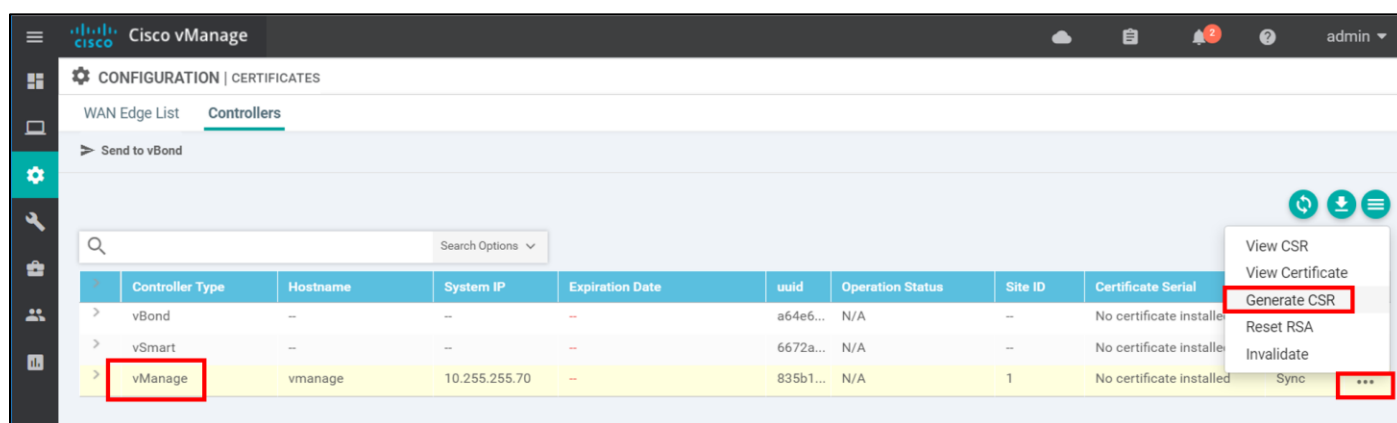 cisco Cisco vManage 2 admin
CONFIGURATION | CERTIFICATES
WAN Edge List Controllers
Send to vBond
Search Options
View CSR
View Certificate
Generate CSR
Reset RSA
Invalidate
Controller Type Hostname System IP Expiration Date uuid Operation Status Site ID Certificate Serial
vBond -- -- -- a64e6... N/A -- No certificate installe
vSmart -- -- -- 6672a... N/A -- No certificate installe
vManage vmanage 10.255.255.70 -- 835b1... N/A 1 No certificate installed Sync ...